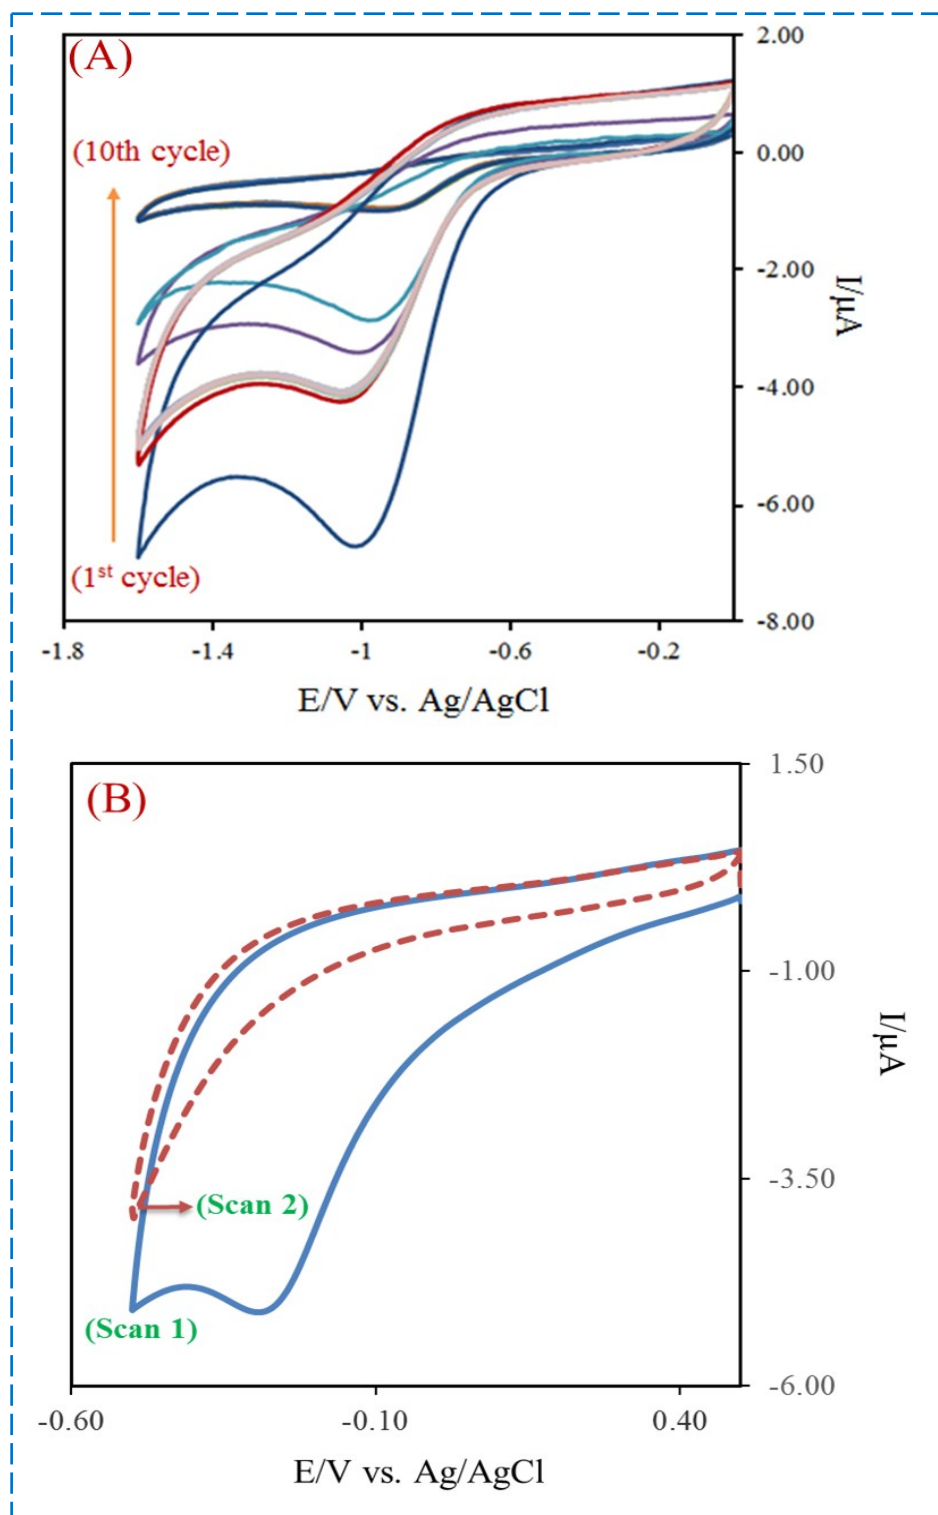 (A)
2.00
(10th cycle)
0.00
-2.00
I/µA
-4.00
-6.00
(1st cycle)
-8.00
-1.8 -1.4 -1 -0.6 -0.2
E/V vs. Ag/AgCl
1.50
(B)
-1.00
I/µA
-3.50
(Scan 2)
(Scan 1)
-6.00
-0.60 -0.10 0.40
E/V vs. Ag/AgCl